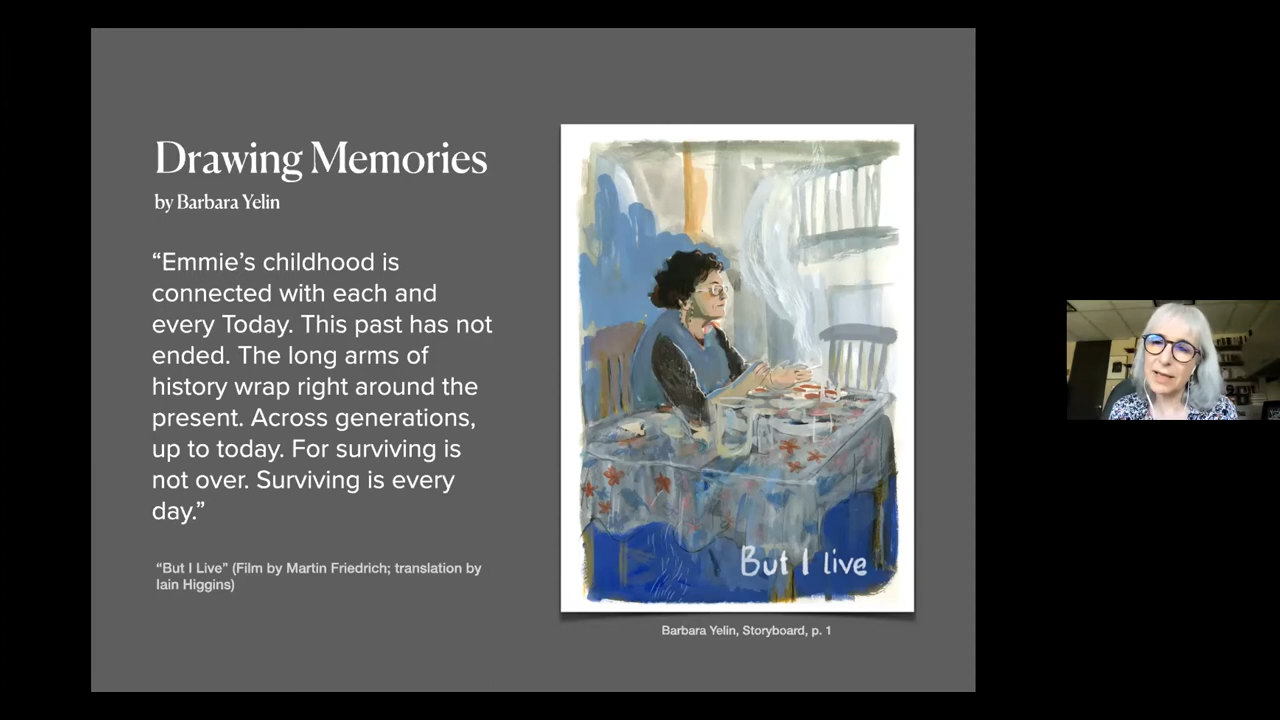 Drawing Memories
by Barbara Yelin
“Emmie’s childhood is
connected with each and
every Today. This past has not
ended. The long arms of
history wrap right around the
present. Across generations,
up to today. For surviving is
not over. Surviving is every
day.”
“But I Live” (Film by Martin Friedrich; translation by
Iain Higgins)
But I live
Barbara Yelin, Storyboard, p. 1